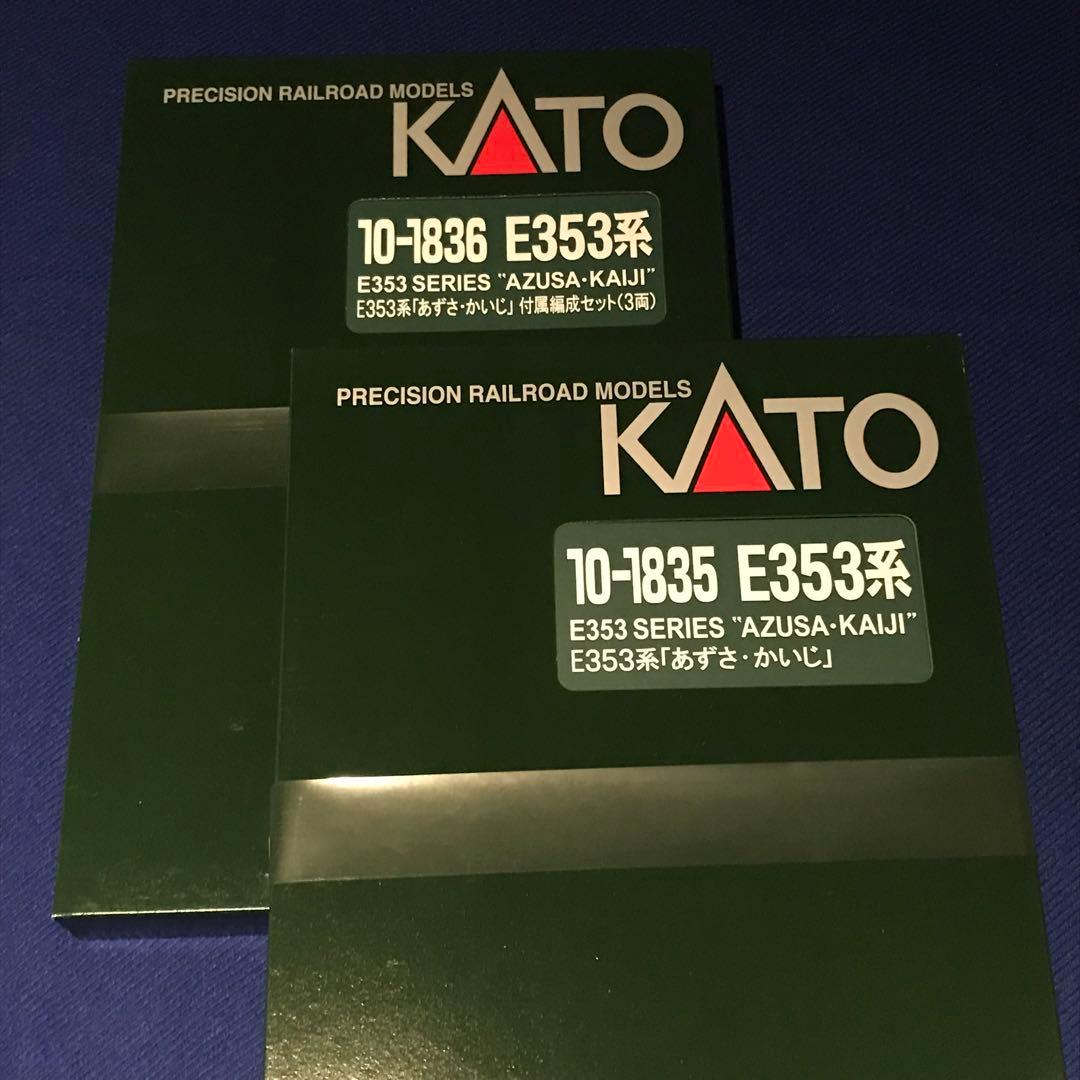 PRECISION RAILROAD MODELS
KATO
10-1836 E353系
E353 SERIES "AZUSA·KAIJI"
E353系「あずさ・かいじ」付属編成セット(3両)
PRECISION RAILROAD MODELS
KATO
10-1835 E353系
E353 SERIES "AZUSA·KAIJI"
E353系「あずさ・かいじ」